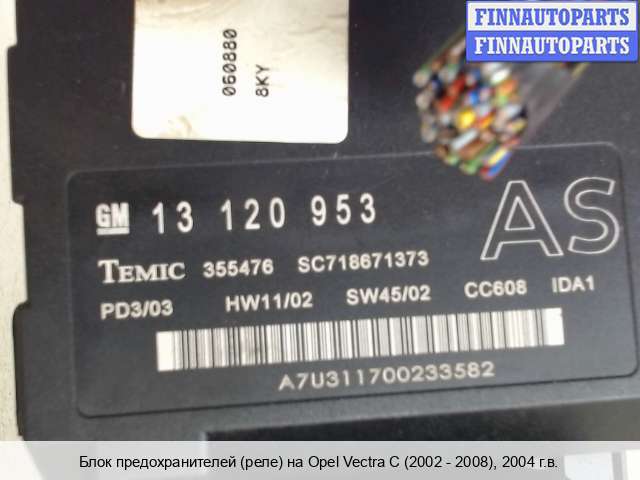 FINNAUTOPARTS
FINNAUTOPARTS
060880
8KY
GM 13 120 953
AS
TEMIC 355476 SC718671373
PD3/03 HW11/02 SW45/02 CC608 IDA1
A7U311700233582
Блок предохранителей (реле) на Opel Vectra C (2002 - 2008), 2004 г.в.